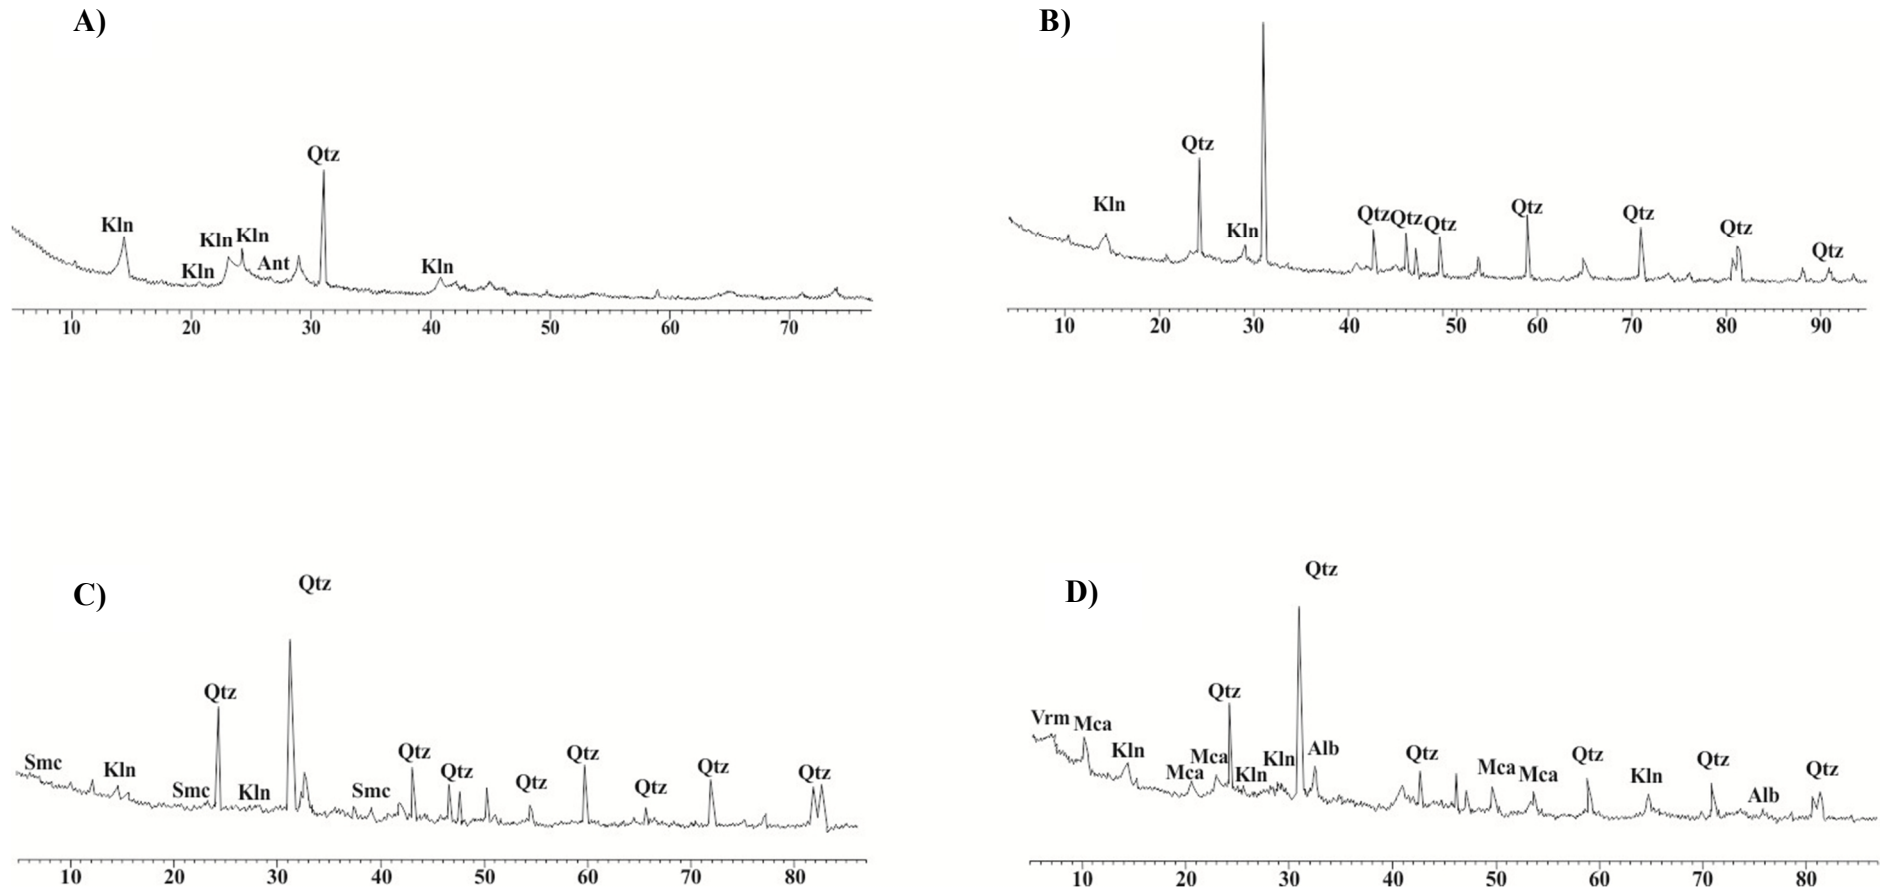 A)
Qtz
Kln
Kln Kln
Kln
Ant
Kln
10 20 30 40 50 60 70
B)
Qtz
Kln
Kln
Qtz Qtz Qtz
Qtz
Qtz
Qtz
Qtz
10 20 30 40 50 60 70 80 90
C)
Qtz
Qtz
Smc
Kln
Smc
Kln
Smc
Qtz
Qtz
Qtz
Qtz
Qtz
Qtz
Qtz
10 20 30 40 50 60 70 80
D)
Qtz
Qtz
Vrm Mca
Kln
Mca
Mca
Kln
Kln
Alb
Qtz
Mca
Mca
Qtz
Kln
Qtz
Alb
Qtz
10 20 30 40 50 60 70 80